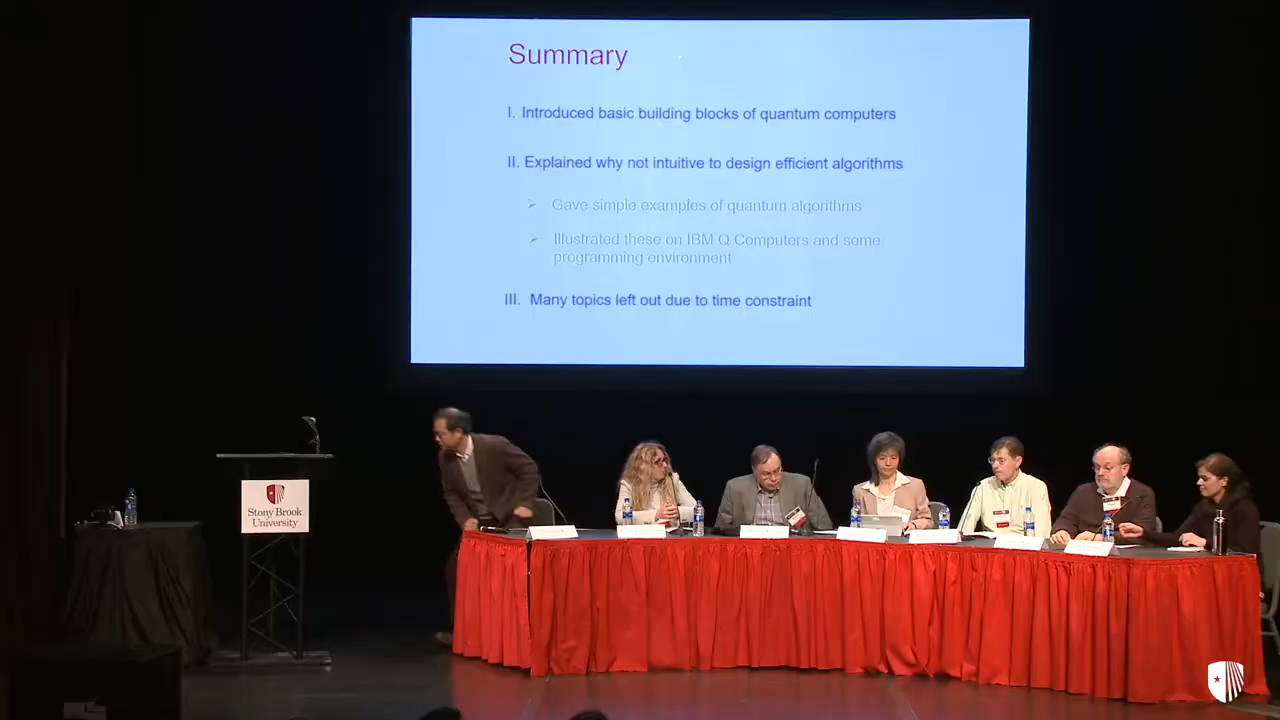 Summary
I. Introduced basic building blocks of quantum computers
II. Explained why not intuitive to design efficient algorithms
➢ Gave simple examples of quantum algorithms
➢ Illustrated these on IBM Q Computers and some
programming environment
III. Many topics left out due to time constraint
Stony Brook
University